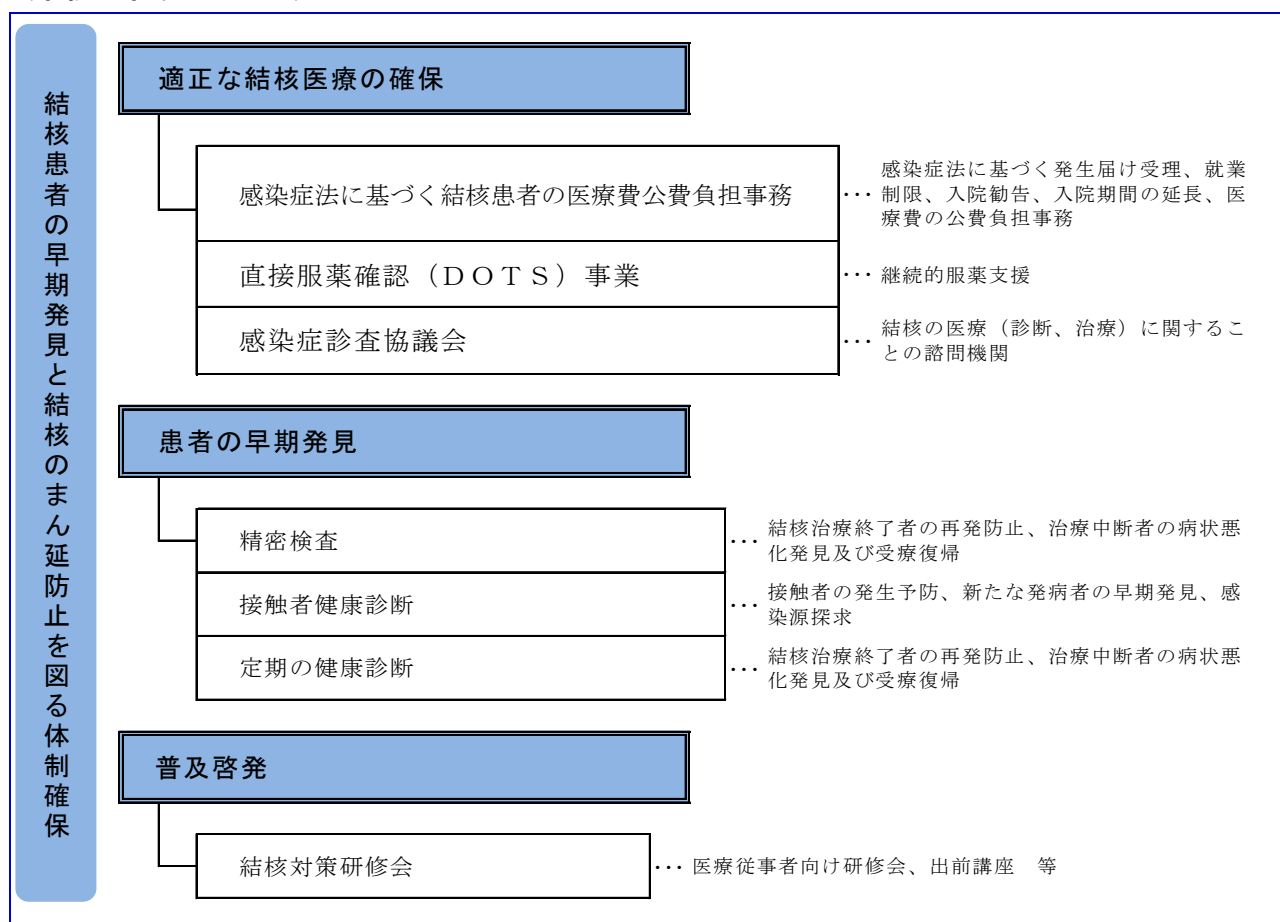 結核患者の早期発見と結核のまん延防止を図る体制確保
適正な結核医療の確保
感染症法に基づく結核患者の医療費公費負担事務
･･･
感染症法に基づく発生届け受理、就業
制限、入院勧告、入院期間の延長、医
療費の公費負担事務
直接服薬確認（ＤＯＴＳ）事業
･･･ 継続的服薬支援
感染症診査協議会
･･･
結核の医療（診断、治療）に関するこ
との諮問機関
患者の早期発見
精密検査
･･･
結核治療終了者の再発防止、治療中断者の病状悪
化発見及び受療復帰
接触者健康診断
･･･
接触者の発生予防、新たな発病者の早期発見、感
染源探求
定期の健康診断
･･･
結核治療終了者の再発防止、治療中断者の病状悪
化発見及び受療復帰
普及啓発
結核対策研修会
･･･ 医療従事者向け研修会、出前講座　等